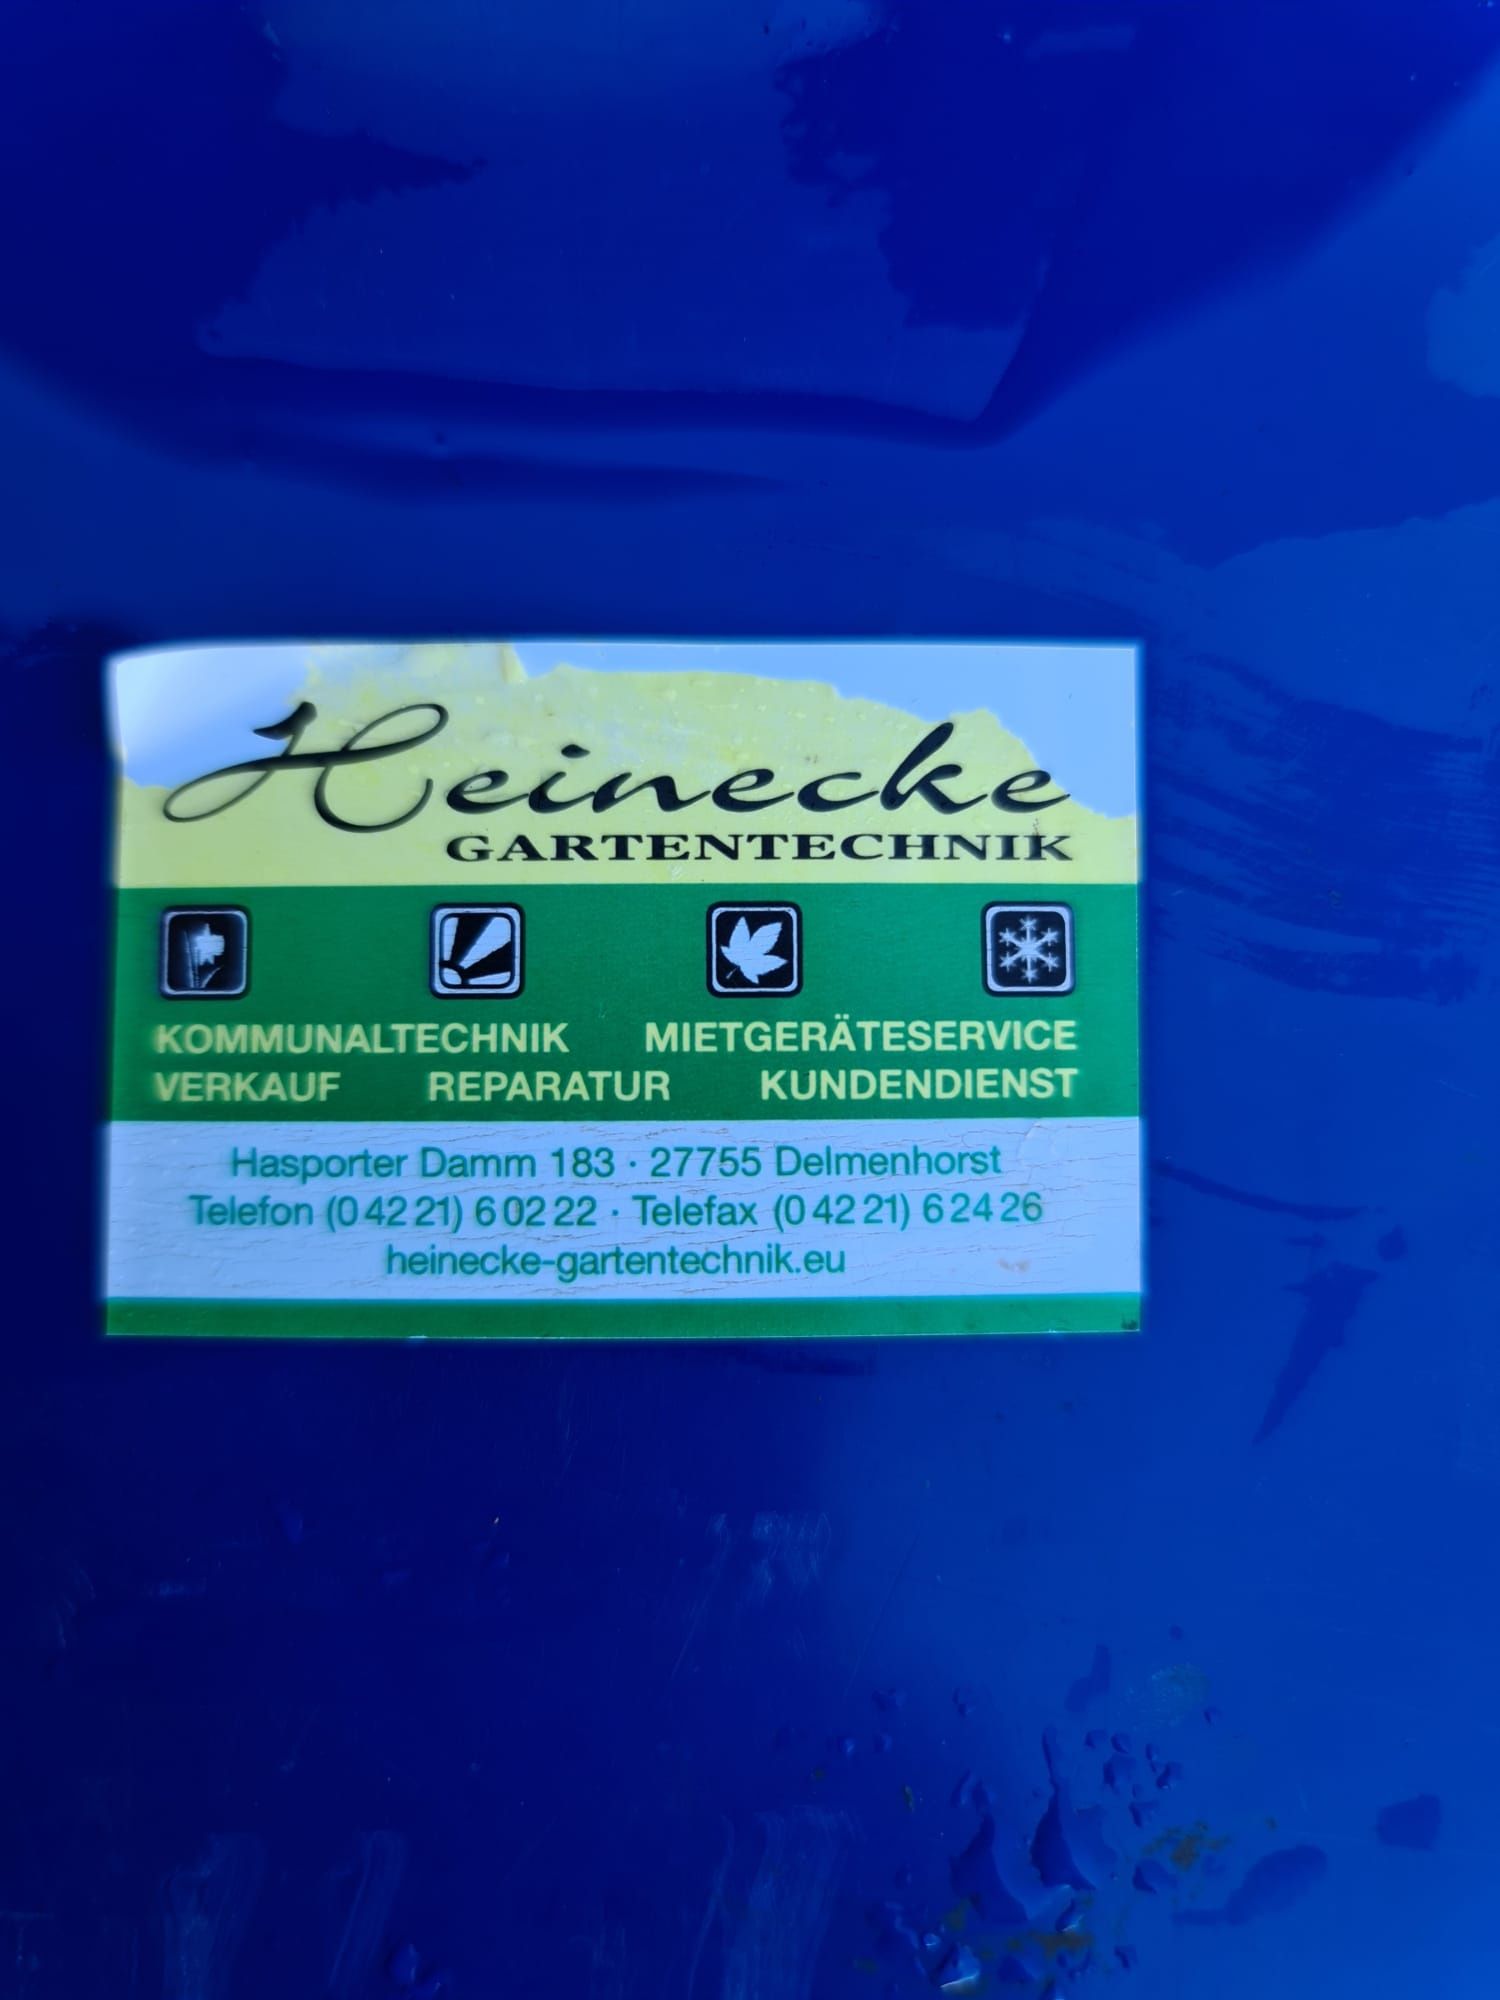 Heinecke
GARTENTECHNIK
KOMMUNALTECHNIK MIETGERÄTESERVICE
VERKAUF REPARATUR KUNDENDIENST
Hasporter Damm 183 · 27755 Delmenhorst
Telefon (0 42 21) 6 02 22 · Telefax (0 42 21) 6 24 26
heinecke-gartentechnik.eu